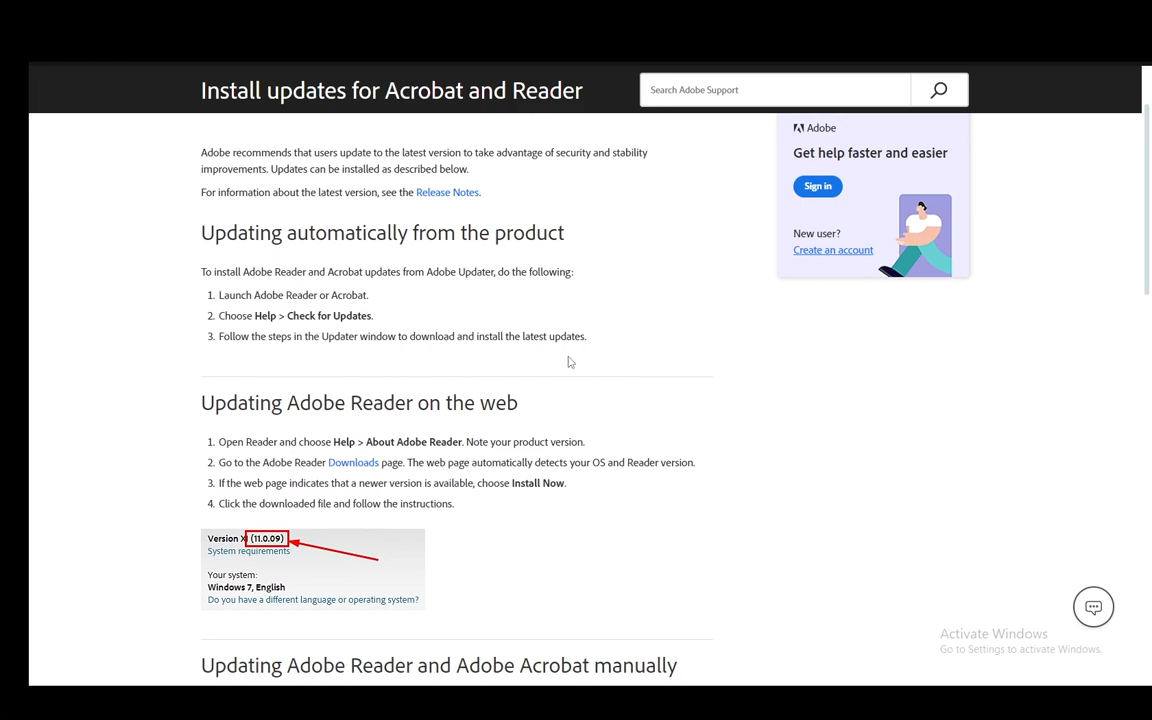 Install updates for Acrobat and Reader
Search Adobe Support
Adobe recommends that users update to the latest version to take advantage of security and stability
improvements. Updates can be installed as described below.
For information about the latest version, see the Release Notes.
Adobe
Get help faster and easier
Sign in
New user?
Create an account
Updating automatically from the product
To install Adobe Reader and Acrobat updates from Adobe Updater, do the following:
1. Launch Adobe Reader or Acrobat.
2. Choose Help > Check for Updates.
3. Follow the steps in the Updater window to download and install the latest updates.
Updating Adobe Reader on the web
1. Open Reader and choose Help > About Adobe Reader. Note your product version.
2. Go to the Adobe Reader Downloads page. The web page automatically detects your OS and Reader version.
3. If the web page indicates that a newer version is available, choose Install Now.
4. Click the downloaded file and follow the instructions.
Version XI (11.0.09)
System requirements
Your system:
Windows 7, English
Do you have a different language or operating system?
Updating Adobe Reader and Adobe Acrobat manually
Activate Windows
Go to Settings to activate Windows.